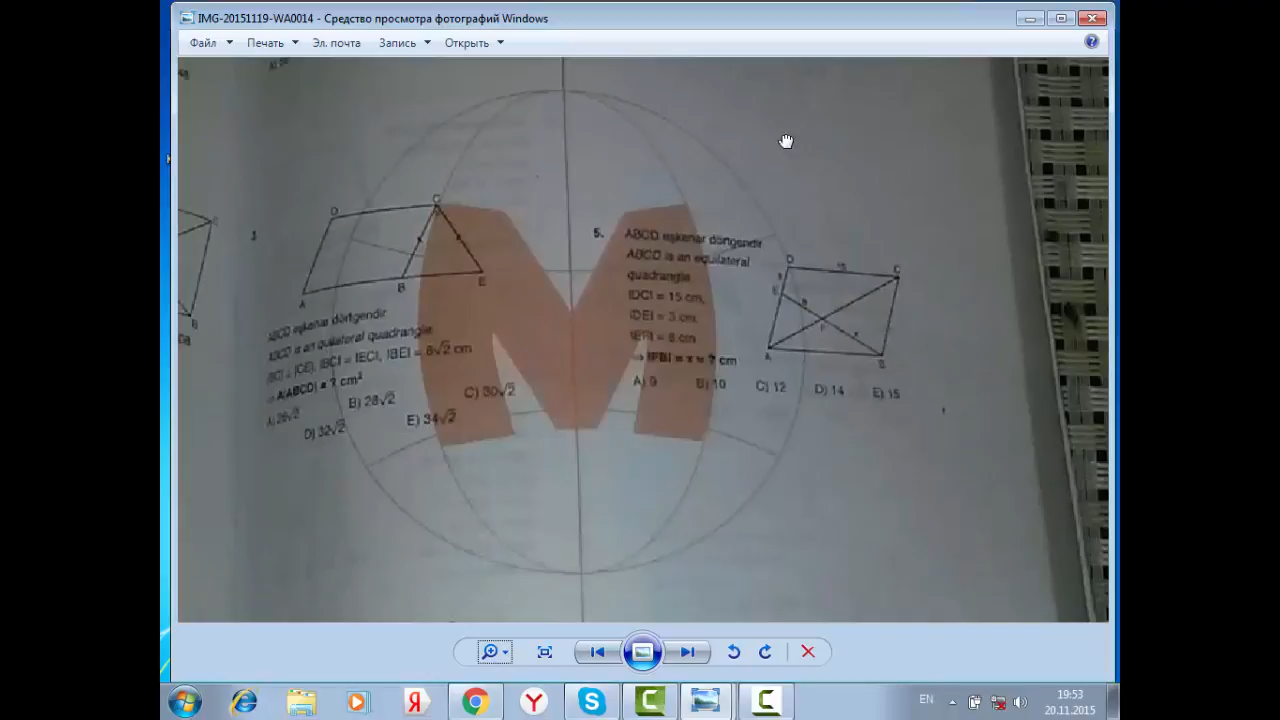 IMG-20151119-WA0014 - Средство просмотра фотографий Windows
Файл Печать Эл. почта Запись Открыть
3.
D C
A B E
ABCD eşkenar dörtgendir
ABCD is an quilateral quadrangle
|BC| = |EC|, |BE| = 8√2 cm
⇒ A(ABCD) = ? cm²
A) 26√2 B) 28√2 C) 30√2
D) 32√2 E) 34√2
5. ABCD eşkenar dörtgendir
ABCD is an equilateral
quadrangle
|DC| = 15 cm,
|DE| = 3 cm,
|EF| = 8 cm
⇒ |FB| = x = ? cm
A) 9 B) 10 C) 12 D) 14 E) 15
D 15 C
E
F x
A B
EN
19:53
20.11.2015